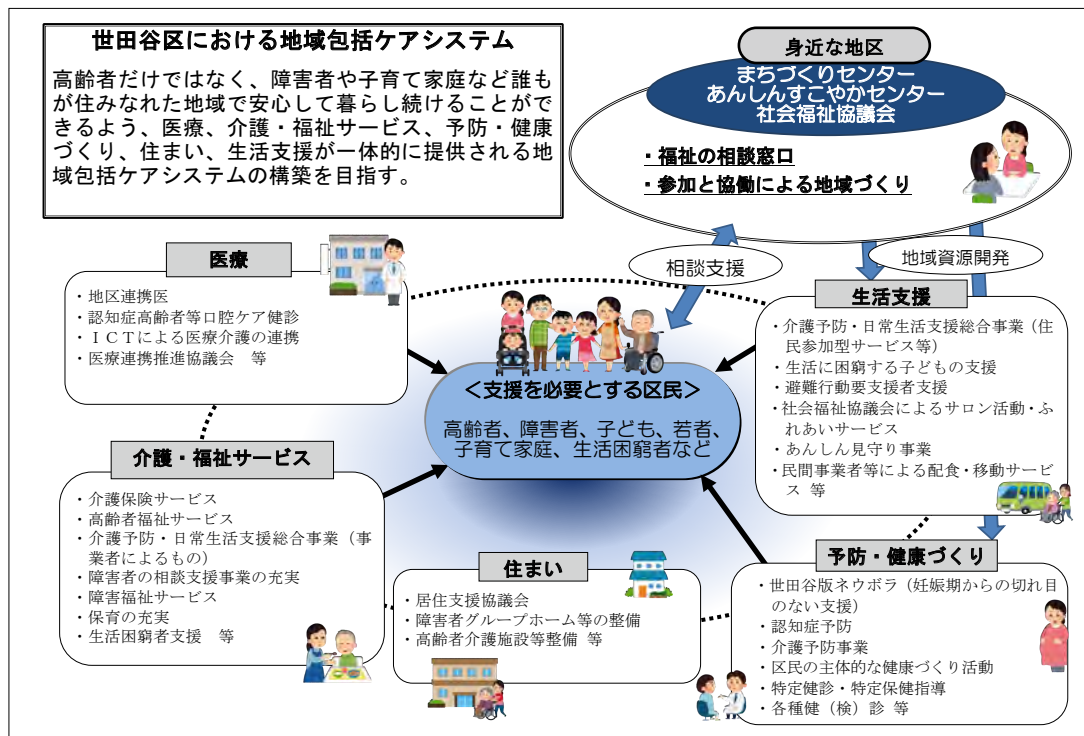 世田谷区における地域包括ケアシステム
高齢者だけではなく、障害者や子育て家庭など誰も
が住みなれた地域で安心して暮らし続けることがで
きるよう、医療、介護・福祉サービス、予防・健康
づくり、住まい、生活支援が一体的に提供される地
域包括ケアシステムの構築を目指す。
身近な地区
まちづくりセンター
あんしんすこやかセンター
社会福祉協議会
・福祉の相談窓口
・参加と協働による地域づくり
相談支援
地域資源開発
医療
・地区連携医
・認知症高齢者等口腔ケア健診
・ＩＣＴによる医療介護の連携
・医療連携推進協議会　等
生活支援
・介護予防・日常生活支援総合事業（住
民参加型サービス等）
・生活に困窮する子どもの支援
・避難行動要支援者支援
・社会福祉協議会によるサロン活動・ふ
れあいサービス
・あんしん見守り事業
・民間事業者等による配食・移動サービ
ス 等
＜支援を必要とする区民＞
高齢者、障害者、子ども、若者、
子育て家庭、生活困窮者など
介護・福祉サービス
・介護保険サービス
・高齢者福祉サービス
・介護予防・日常生活支援総合事業（事
業者によるもの）
・障害者の相談支援事業の充実
・障害福祉サービス
・保育の充実
・生活困窮者支援　等
住まい
・居住支援協議会
・障害者グループホーム等の整備
・高齢者介護施設等整備 等
予防・健康づくり
・世田谷版ネウボラ（妊娠期からの切れ目
のない支援）
・認知症予防
・介護予防事業
・区民の主体的な健康づくり活動
・特定健診・特定保健指導
・各種健（検）診 等